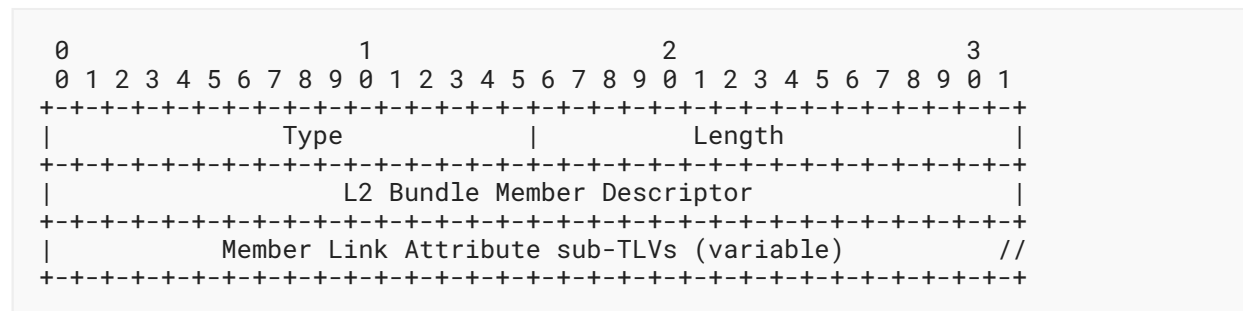 0                   1                   2                   3
 0 1 2 3 4 5 6 7 8 9 0 1 2 3 4 5 6 7 8 9 0 1 2 3 4 5 6 7 8 9 0 1
+-+-+-+-+-+-+-+-+-+-+-+-+-+-+-+-+-+-+-+-+-+-+-+-+-+-+-+-+-+-+-+-+
|               Type            |          Length               |
+-+-+-+-+-+-+-+-+-+-+-+-+-+-+-+-+-+-+-+-+-+-+-+-+-+-+-+-+-+-+-+-+
|                   L2 Bundle Member Descriptor                 |
+-+-+-+-+-+-+-+-+-+-+-+-+-+-+-+-+-+-+-+-+-+-+-+-+-+-+-+-+-+-+-+-+
|           Member Link Attribute sub-TLVs (variable)          //
+-+-+-+-+-+-+-+-+-+-+-+-+-+-+-+-+-+-+-+-+-+-+-+-+-+-+-+-+-+-+-+-+